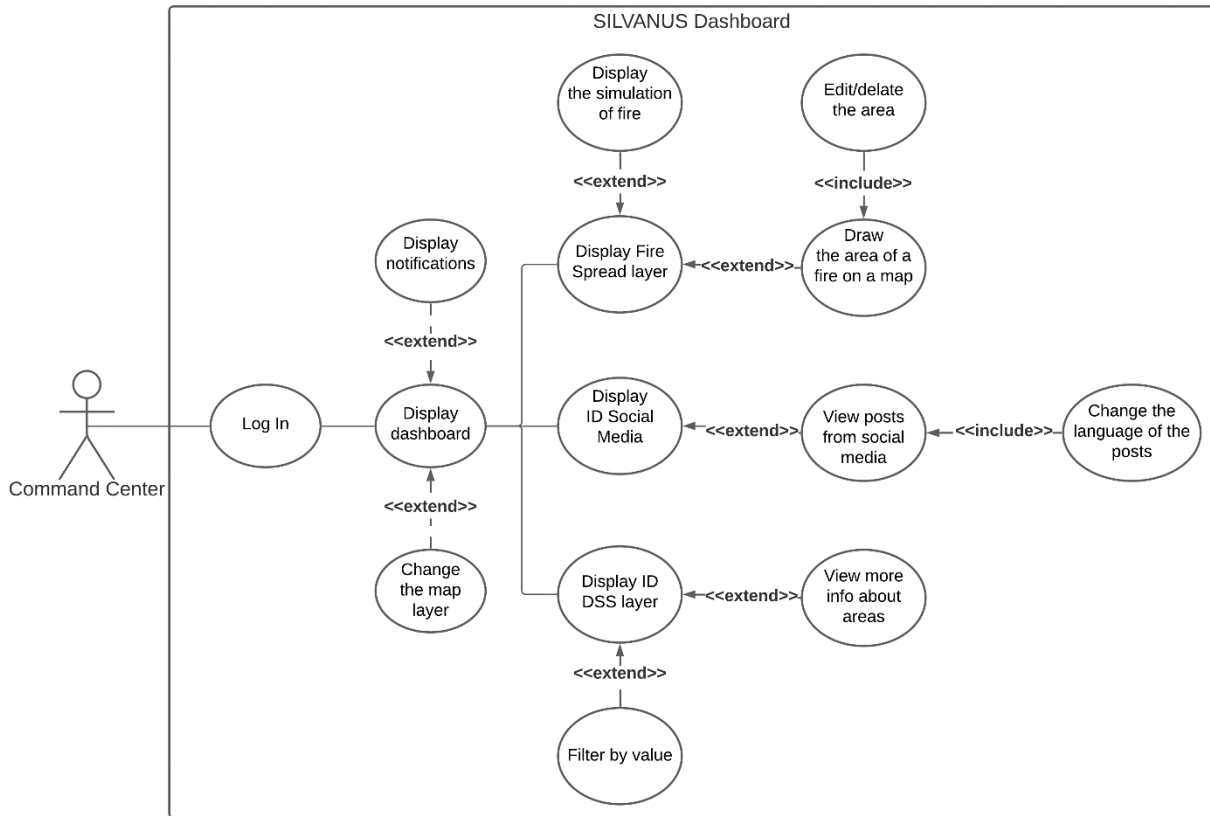 SILVANUS Dashboard
Display
the simulation
of fire
Edit/delate
the area
<<extend>>
<<include>>
Display
notifications
Display Fire
Spread layer
<<extend>>
Draw
the area of a
fire on a map
<<extend>>
Command Center
Log In
Display
dashboard
Display
ID Social
Media
<<extend>>
View posts
from social
media
<<include>>
Change the
language of the
posts
<<extend>>
Change
the map
layer
Display ID
DSS layer
<<extend>>
View more
info about
areas
<<extend>>
Filter by value